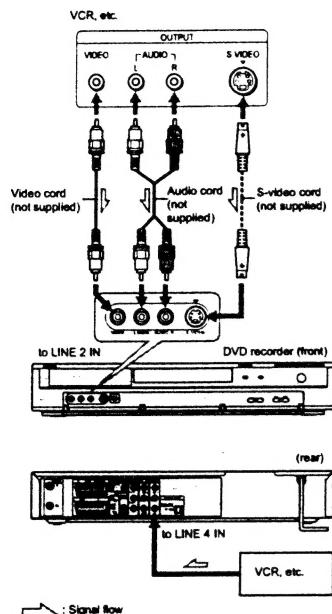 VCR, etc.
OUTPUT
VIDEO
AUDIO
L
R
S VIDEO
Video cord
(not supplied)
Audio cord
(not
supplied)
S-video cord
(not supplied)
to LINE 2 IN
DVD recorder (front)
(rear)
to LINE 4 IN
VCR, etc.
: Signal flow